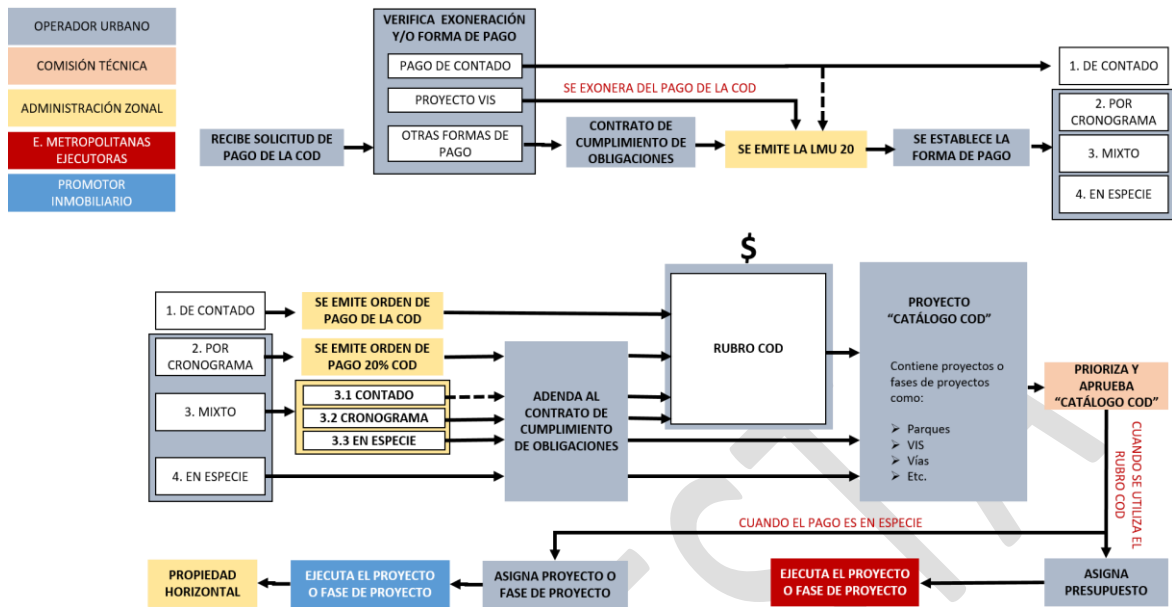 OPERADOR URBANO
COMISIÓN TÉCNICA
ADMINISTRACIÓN ZONAL
E. METROPOLITANAS
EJECUTORAS
PROMOTOR
INMOBILIARIO
VERIFICA EXONERACIÓN
Y/O FORMA DE PAGO
PAGO DE CONTADO
PROYECTO VIS
OTRAS FORMAS DE
PAGO
RECIBE SOLICITUD DE
PAGO DE LA COD
SE EXONERA DEL PAGO DE LA COD
CONTRATO DE
CUMPLIMIENTO DE
OBLIGACIONES
SE EMITE LA LMU 20
SE ESTABLECE LA
FORMA DE PAGO
1. DE CONTADO
2. POR
CRONOGRAMA
3. MIXTO
4. EN ESPECIE
1. DE CONTADO
2. POR
CRONOGRAMA
3. MIXTO
4. EN ESPECIE
SE EMITE ORDEN DE
PAGO DE LA COD
SE EMITE ORDEN DE
PAGO 20% COD
3.1 CONTADO
3.2 CRONOGRAMA
3.3 EN ESPECIE
ADENDA AL
CONTRATO DE
CUMPLIMIENTO
DE OBLIGACIONES
$
RUBRO COD
PROYECTO
“CATÁLOGO COD”
Contiene proyectos o
fases de proyectos
como:
➢ Parques
➢ VIS
➢ Vías
➢ Etc.
PRIORIZA Y
APRUEBA
“CATÁLOGO COD”
CUANDO SE UTILIZA EL
RUBRO COD
CUANDO EL PAGO ES EN ESPECIE
PROPIEDAD
HORIZONTAL
EJECUTA EL PROYECTO
O FASE DE PROYECTO
ASIGNA PROYECTO O
FASE DE PROYECTO
EJECUTA EL PROYECTO
O FASE DE PROYECTO
ASIGNA
PRESUPUESTO